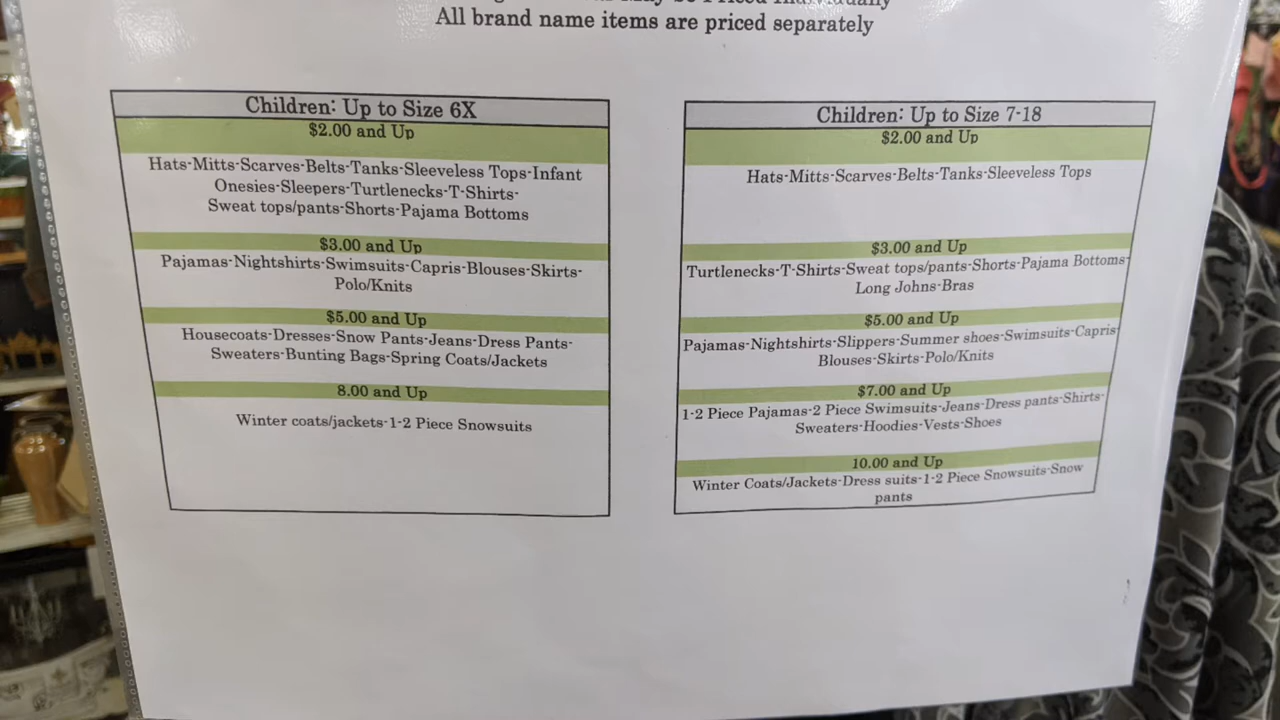 All brand name items are priced separately
Children: Up to Size 6X
$2.00 and Up
Hats-Mitts-Scarves-Belts-Tanks-Sleeveless Tops-Infant
Onesies-Sleepers-Turtlenecks-T-Shirts-
Sweat tops/pants-Shorts-Pajama Bottoms
$3.00 and Up
Pajamas-Nightshirts-Swimsuits-Capris-Blouses-Skirts-
Polo/Knits
$5.00 and Up
Housecoats-Dresses-Snow Pants-Jeans-Dress Pants-
Sweaters-Bunting Bags-Spring Coats/Jackets
8.00 and Up
Winter coats/jackets-1-2 Piece Snowsuits
Children: Up to Size 7-18
$2.00 and Up
Hats-Mitts-Scarves-Belts-Tanks-Sleeveless Tops
$3.00 and Up
Turtlenecks-T-Shirts-Sweat tops/pants-Shorts-Pajama Bottoms-
Long Johns-Bras
$5.00 and Up
Pajamas-Nightshirts-Slippers-Summer shoes-Swimsuits-Capris-
Blouses-Skirts-Polo/Knits
$7.00 and Up
1-2 Piece Pajamas-2 Piece Swimsuits-Jeans-Dress pants-Shirts-
Sweaters-Hoodies-Vests-Shoes
10.00 and Up
Winter Coats/Jackets-Dress suits-1-2 Piece Snowsuits-Snow
pants